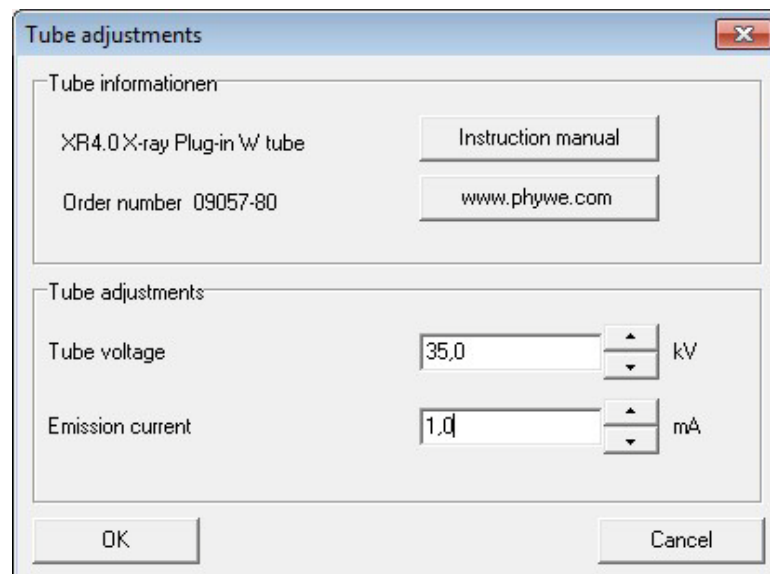 Tube adjustments
Tube informationen
XR4.0 X-ray Plug-in W tube
Instruction manual
Order number 09057-80
www.phywe.com
Tube adjustments
Tube voltage
35,0
kV
Emission current
1,0
mA
OK
Cancel